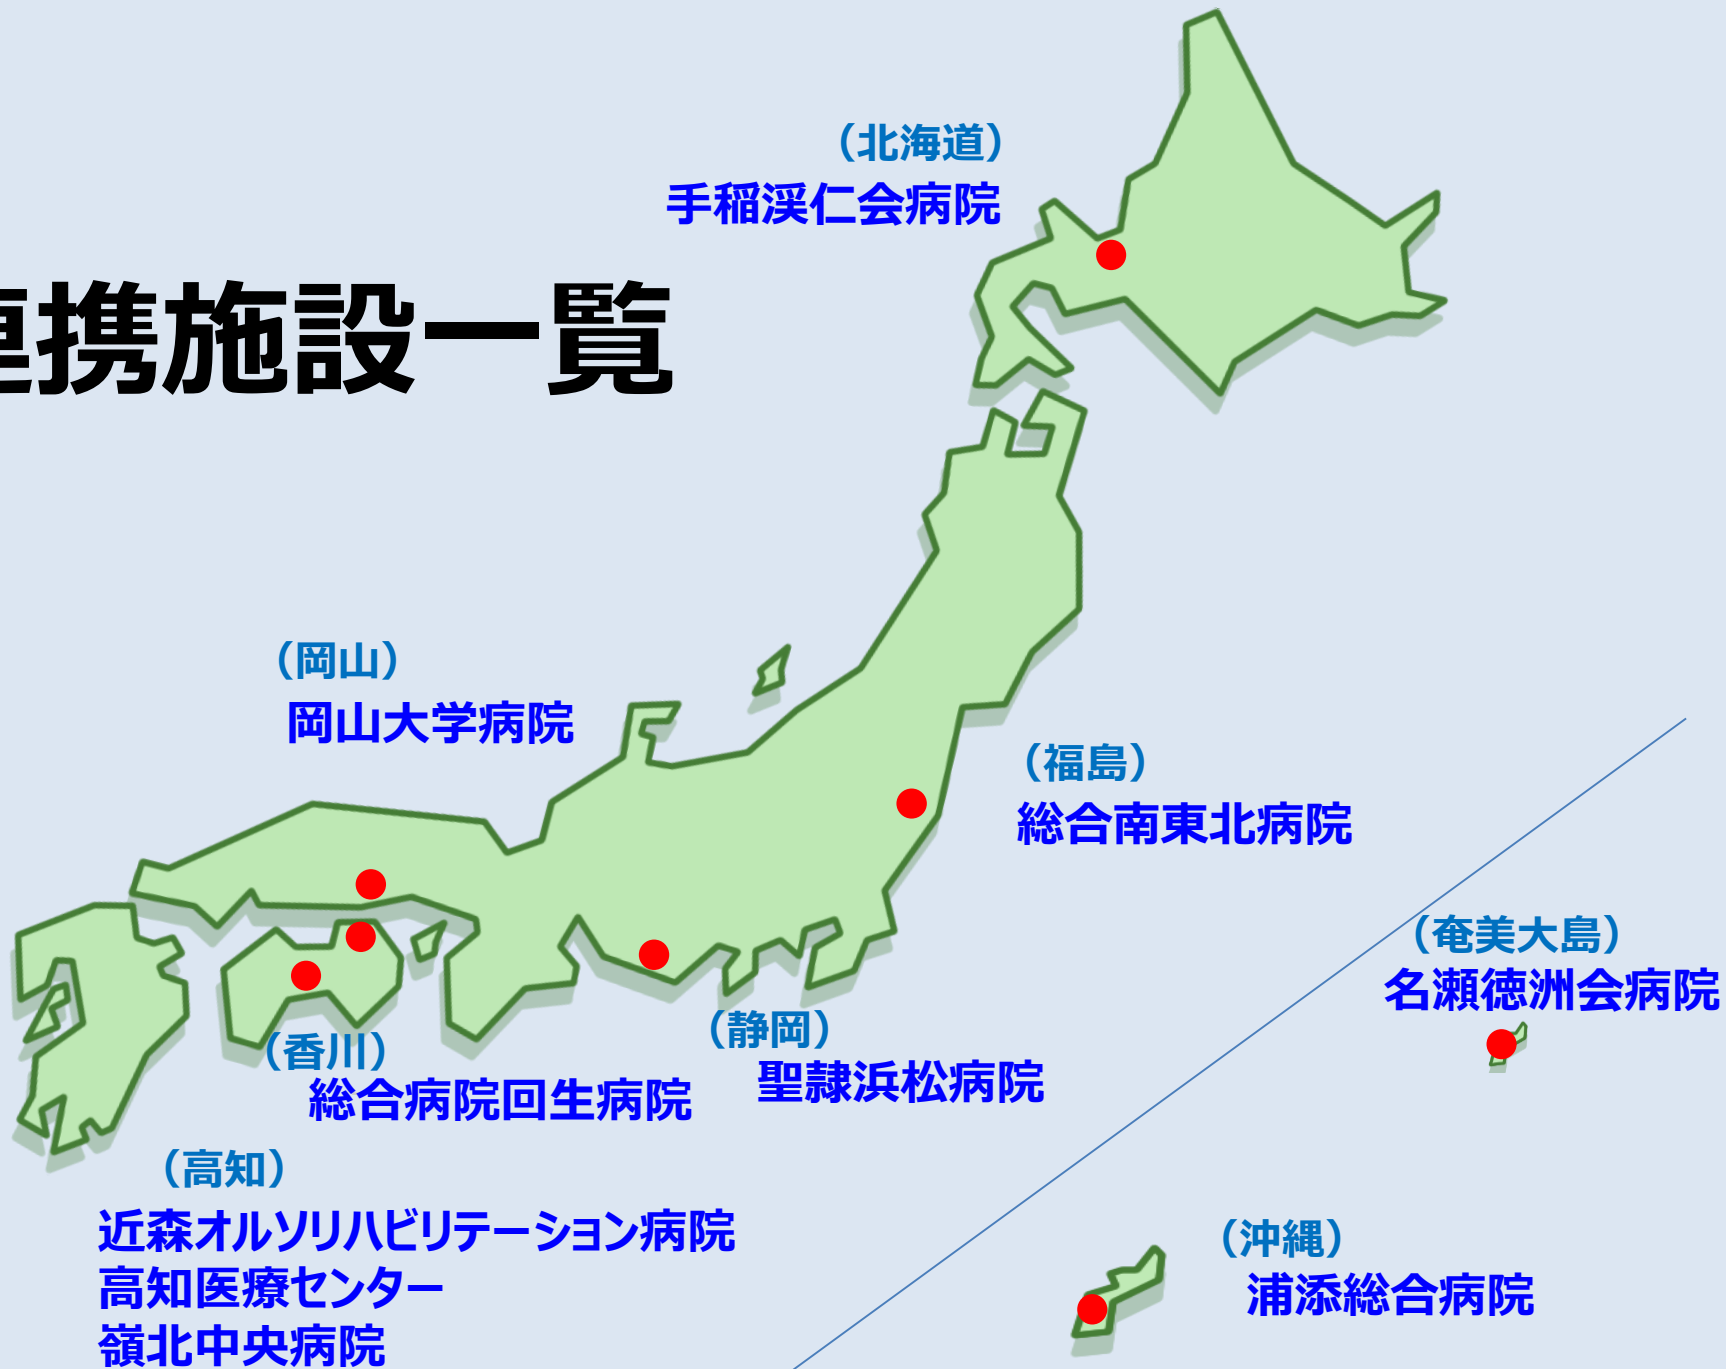 （北海道）
手稲渓仁会病院
連携施設一覧
（岡山）
岡山大学病院
（福島）
総合南東北病院
（奄美大島）
名瀬徳洲会病院
（静岡）
聖隷浜松病院
（香川）
総合病院回生病院
（高知）
近森オルソリハビリテーション病院
高知医療センター
嶺北中央病院
（沖縄）
浦添総合病院